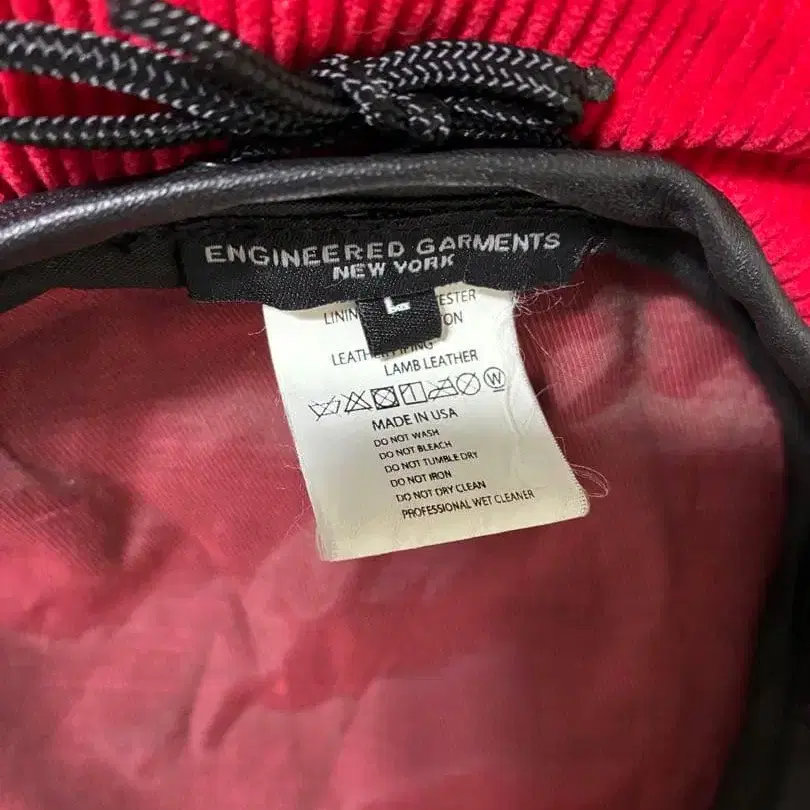 ENGINEERED GARMENTS
NEW YORK
L
LEATHER PIPING
LAMB LEATHER
W
MADE IN USA
DO NOT WASH
DO NOT BLEACH
DO NOT TUMBLE DRY
DO NOT IRON
DO NOT DRY CLEAN
PROFESSIONAL WET CLEANER